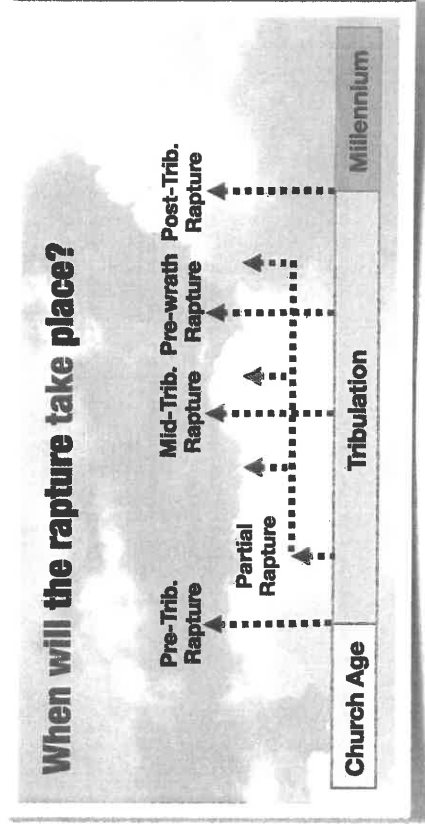 When will the rapture take place?
Pre-Trib.
Rapture
Partial
Rapture
Mid-Trib.
Rapture
Pre-wrath
Rapture
Post-Trib.
Rapture
Church Age
Tribulation
Millennium